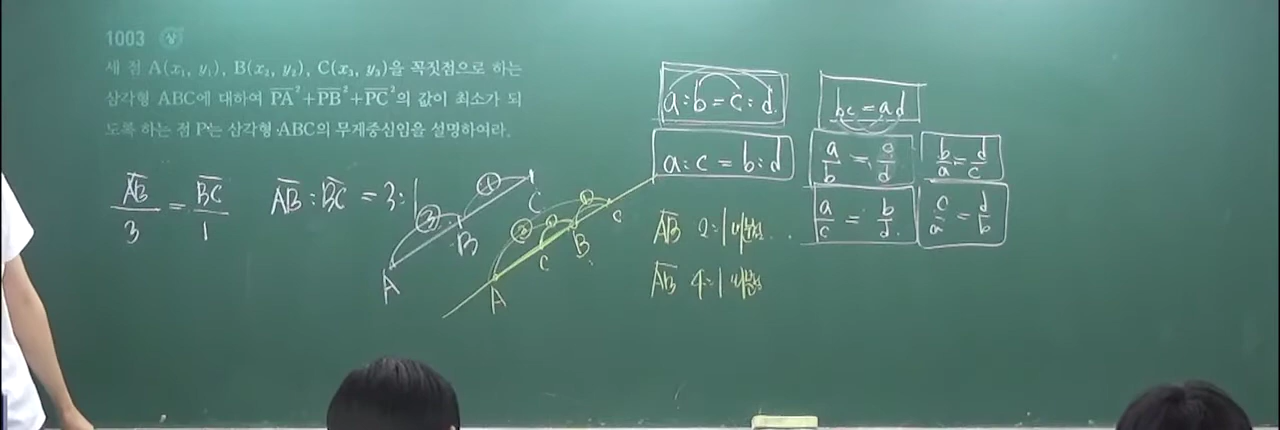 1003 상
세 점 A(x₁, y₁), B(x₂, y₂), C(x₃, y₃)을 꼭짓점으로 하는
삼각형 ABC에 대하여 PA²+PB²+PC²의 값이 최소가 되
도록 하는 점 P는 삼각형 ABC의 무게중심임을 설명하여라.
AB/3 = BC/1
AB : BC = 3 : 1
A ③ B ① C
A C B C
a : b = c : d
bc = ad
a : c = b : d
a/b = c/d
b/a = d/c
a/c = b/d
c/a = d/b
AB 2 : 1 내분점 . .
AB 4 : 1